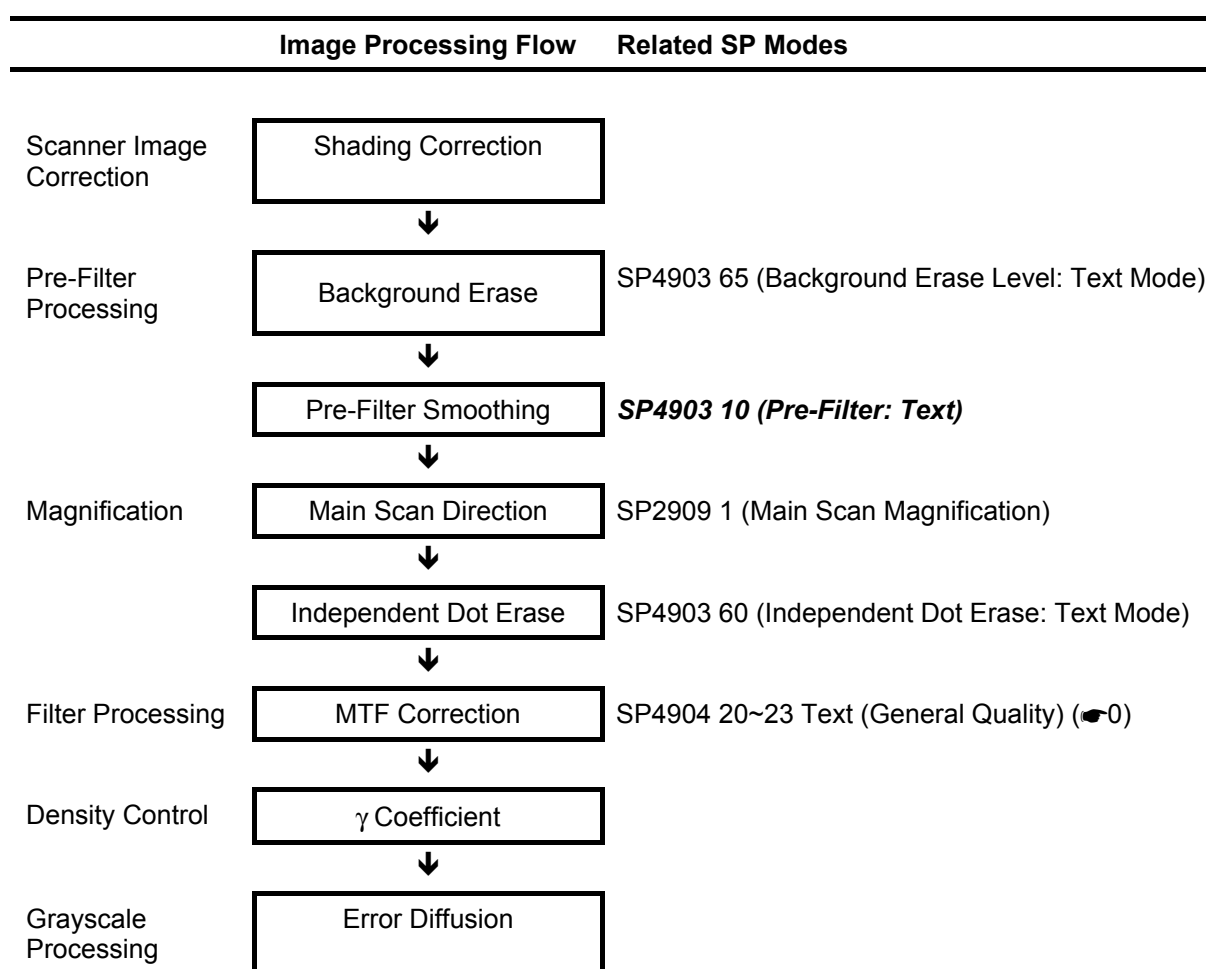 Image Processing Flow Related SP Modes
Scanner Image
Correction
Shading Correction
Pre-Filter
Processing
Background Erase
SP4903 65 (Background Erase Level: Text Mode)
Pre-Filter Smoothing
SP4903 10 (Pre-Filter: Text)
Magnification
Main Scan Direction
SP2909 1 (Main Scan Magnification)
Independent Dot Erase
SP4903 60 (Independent Dot Erase: Text Mode)
Filter Processing
MTF Correction
SP4904 20~23 Text (General Quality) (☛0)
Density Control
γ Coefficient
Grayscale
Processing
Error Diffusion